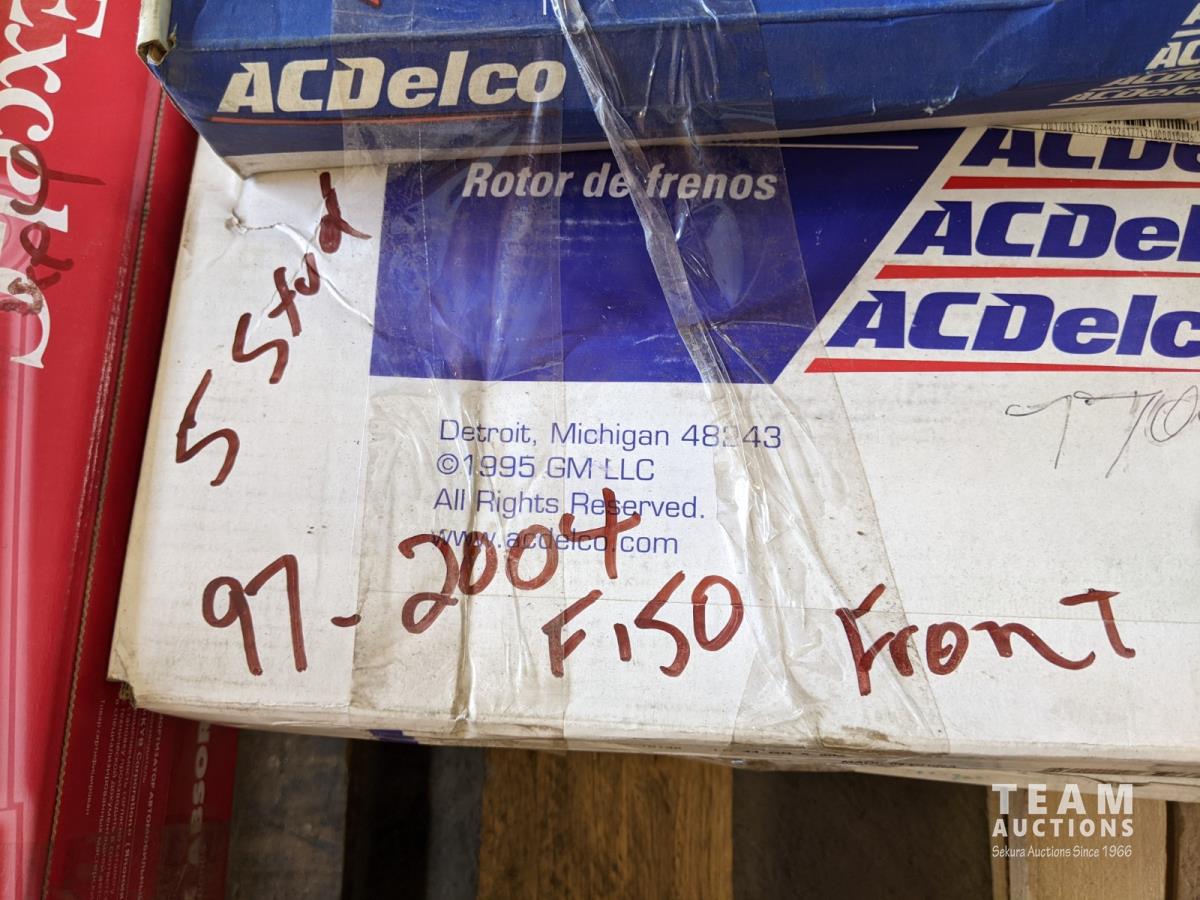 ACDelco
Rotor de frenos
ACDelco
ACDelco
5 Stud
Detroit, Michigan 48243
©1995 GM LLC
All Rights Reserved.
www.acdelco.com
97-2004
F150 Front
TEAM
AUCTIONS
Sekura Auctions Since 1966